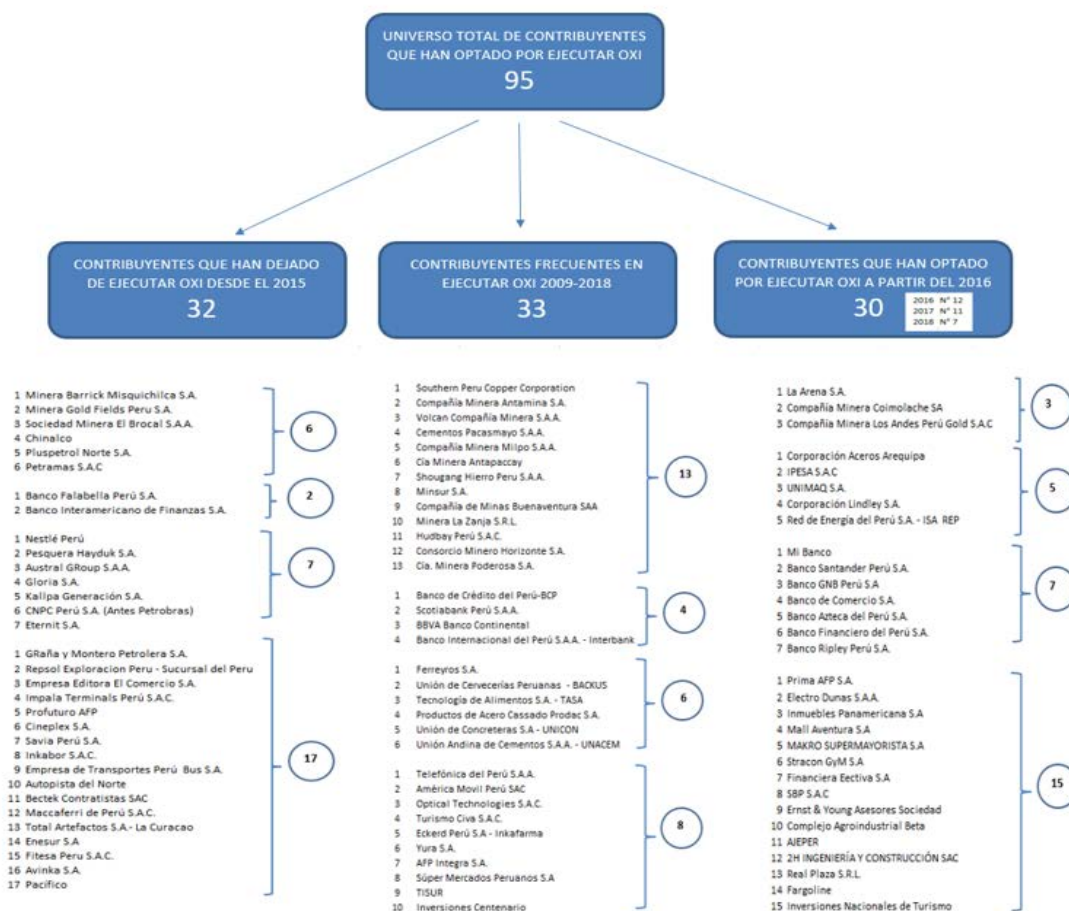 UNIVERSO TOTAL DE CONTRIBUYENTES
QUE HAN OPTADO POR EJECUTAR OXI
95
CONTRIBUYENTES QUE HAN DEJADO
DE EJECUTAR OXI DESDE EL 2015
32
CONTRIBUYENTES FRECUENTES EN
EJECUTAR OXI 2009-2018
33
CONTRIBUYENTES QUE HAN OPTADO
POR EJECUTAR OXI A PARTIR DEL 2016
30
2016 N° 12
2017 N° 11
2018 N° 7
1 Minera Barrick Misquichilca S.A.
2 Minera Gold Fields Peru S.A.
3 Sociedad Minera El Brocal S.A.A.
4 Chinalco
5 Pluspetrol Norte S.A.
6 Petramas S.A.C
6
1 Banco Falabella Perú S.A.
2 Banco Interamericano de Finanzas S.A.
2
1 Nestlé Perú
2 Pesquera Hayduk S.A.
3 Austral GRoup S.A.A.
4 Gloria S.A.
5 Kallpa Generación S.A.
6 CNPC Perú S.A. (Antes Petrobras)
7 Eternit S.A.
7
1 GRaña y Montero Petrolera S.A.
2 Repsol Exploracion Peru - Sucursal del Peru
3 Empresa Editora El Comercio S.A.
4 Impala Terminals Perú S.A.C.
5 Profuturo AFP
6 Cineplex S.A.
7 Savia Perú S.A.
8 Inkabor S.A.C.
9 Empresa de Transportes Perú Bus S.A.
10 Autopista del Norte
11 Bectek Contratistas SAC
12 Maccaferri de Perú S.A.C.
13 Total Artefactos S.A.- La Curacao
14 Enesur S.A
15 Fitesa Peru S.A.C.
16 Avinka S.A.
17 Pacífico
17
1 Southern Peru Copper Corporation
2 Compañía Minera Antamina S.A.
3 Volcan Compañía Minera S.A.A.
4 Cementos Pacasmayo S.A.A.
5 Compañía Minera Milpo S.A.A.
6 Cía Minera Antapaccay
7 Shougang Hierro Peru S.A.A.
8 Minsur S.A.
9 Compañía de Minas Buenaventura SAA
10 Minera La Zanja S.R.L.
11 Hudbay Perú S.A.C.
12 Consorcio Minero Horizonte S.A.
13 Cía. Minera Poderosa S.A.
13
1 Banco de Crédito del Perú-BCP
2 Scotiabank Perú S.A.A.
3 BBVA Banco Continental
4 Banco Internacional del Perú S.A.A. - Interbank
4
1 Ferreyros S.A.
2 Unión de Cervecerías Peruanas - BACKUS
3 Tecnología de Alimentos S.A. - TASA
4 Productos de Acero Cassado Prodac S.A.
5 Unión de Concreteras S.A - UNICON
6 Unión Andina de Cementos S.A.A. - UNACEM
6
1 Telefónica del Perú S.A.A.
2 América Movil Perú SAC
3 Optical Technologies S.A.C.
4 Turismo Civa S.A.C.
5 Eckerd Perú S.A - Inkafarma
6 Yura S.A.
7 AFP Integra S.A.
8 Súper Mercados Peruanos S.A
9 TISUR
10 Inversiones Centenario
8
1 La Arena S.A.
2 Compañía Minera Coimolache SA
3 Compañía Minera Los Andes Perú Gold S.A.C
3
1 Corporación Aceros Arequipa
2 IPESA S.A.C
3 UNIMAQ S.A.
4 Corporación Lindley S.A.
5 Red de Energía del Perú S.A. - ISA REP
5
1 Mi Banco
2 Banco Santander Perú S.A.
3 Banco GNB Perú S.A
4 Banco de Comercio S.A.
5 Banco Azteca del Perú S.A.
6 Banco Financiero del Perú S.A.
7 Banco Ripley Perú S.A.
7
1 Prima AFP S.A.
2 Electro Dunas S.A.A.
3 Inmuebles Panamericana S.A
4 Mall Aventura S.A
5 MAKRO SUPERMAYORISTA S.A
6 Stracon GyM S.A
7 Financiera Eectiva S.A
8 SBP S.A.C
9 Ernst & Young Asesores Sociedad
10 Complejo Agroindustrial Beta
11 AJEPER
12 2H INGENIERÍA Y CONSTRUCCIÓN SAC
13 Real Plaza S.R.L.
14 Fargoline
15 Inversiones Nacionales de Turismo
15